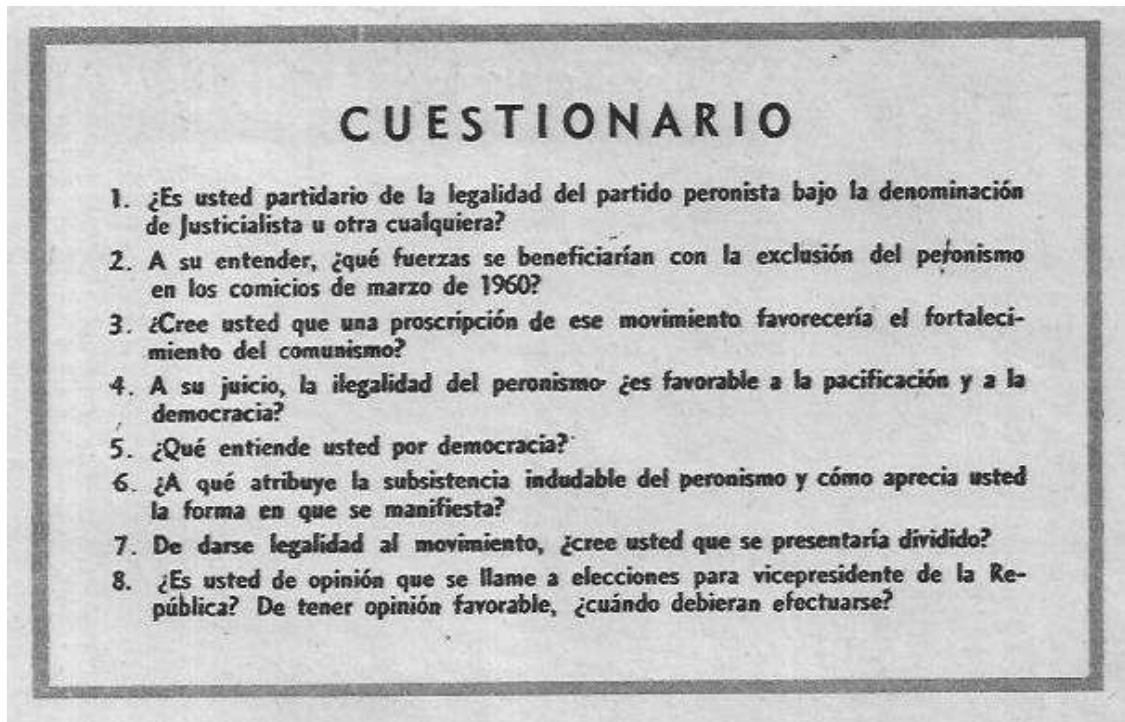 CUESTIONARIO
1. ¿Es usted partidario de la legalidad del partido peronista bajo la denominación
de Justicialista u otra cualquiera?
2. A su entender, ¿qué fuerzas se beneficiarían con la exclusión del peronismo
en los comicios de marzo de 1960?
3. ¿Cree usted que una proscripción de ese movimiento favorecería el fortaleci-
miento del comunismo?
4. A su juicio, la ilegalidad del peronismo ¿es favorable a la pacificación y a la
democracia?
5. ¿Qué entiende usted por democracia?
6. ¿A qué atribuye la subsistencia indudable del peronismo y cómo aprecia usted
la forma en que se manifiesta?
7. De darse legalidad al movimiento, ¿cree usted que se presentaría dividido?
8. ¿Es usted de opinión que se llame a elecciones para vicepresidente de la Re-
pública? De tener opinión favorable, ¿cuándo debieran efectuarse?